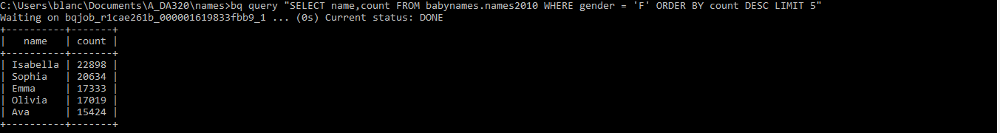 C:\Users\blanc\Documents\A_DA320\names>bq query "SELECT name,count FROM babynames.names2010 WHERE gender = 'F' ORDER BY count DESC LIMIT 5"
Waiting on bqjob_r1cae261b_000001619833fbb9_1 ... (0s) Current status: DONE
+----------+-------+
|   name   | count |
+----------+-------+
| Isabella | 22898 |
| Sophia   | 20634 |
| Emma     | 17333 |
| Olivia   | 17019 |
| Ava      | 15424 |
+----------+-------+